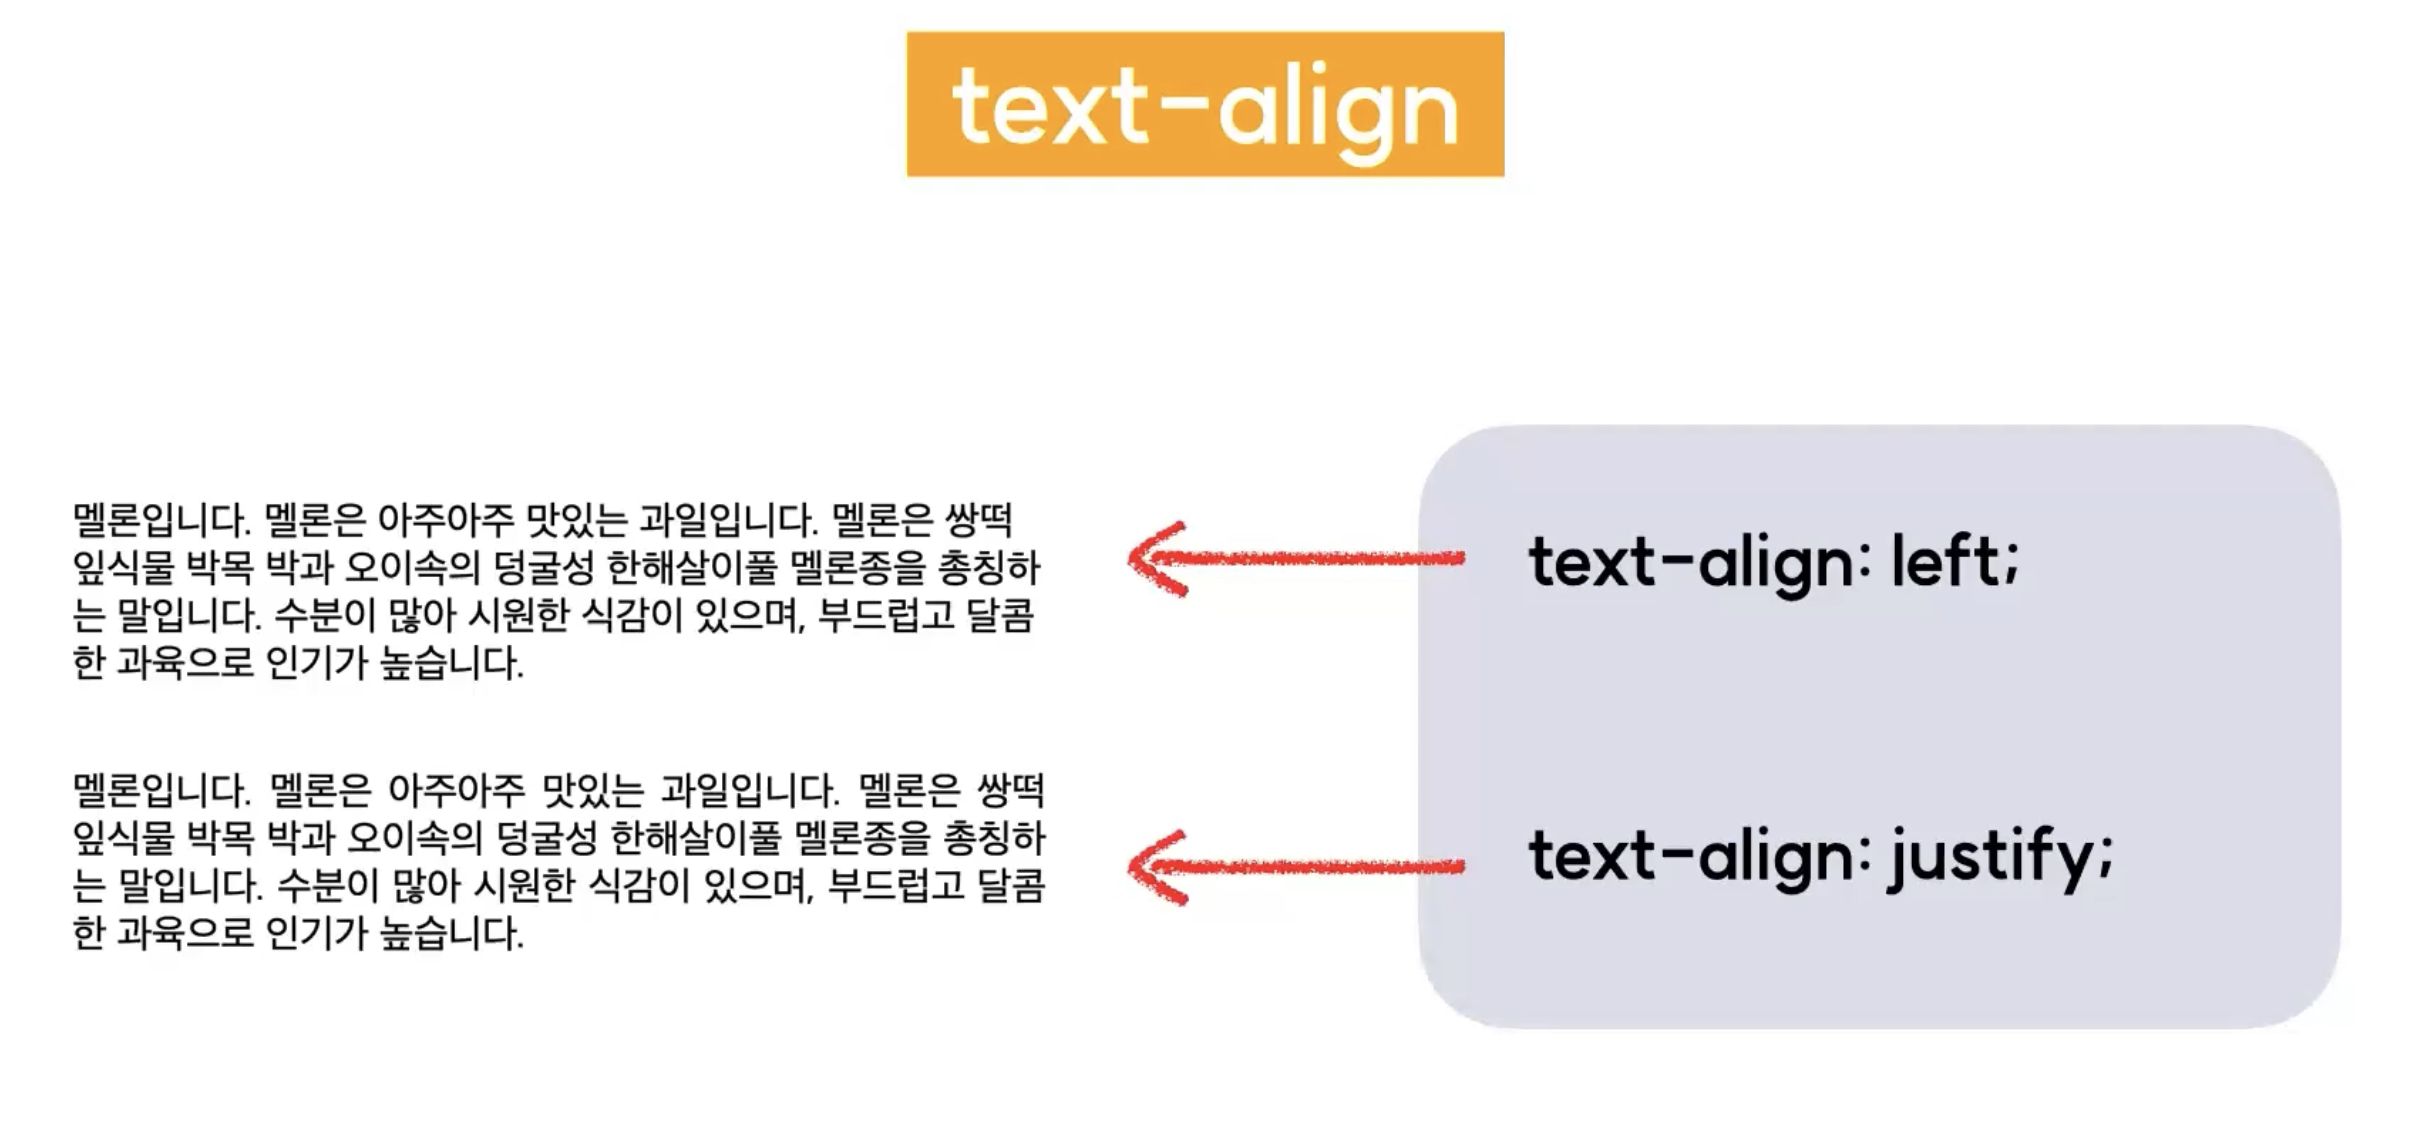 text-align
멜론입니다. 멜론은 아주아주 맛있는 과일입니다. 멜론은 쌍떡
잎식물 박목 박과 오이속의 덩굴성 한해살이풀 멜론종을 총칭하
는 말입니다. 수분이 많아 시원한 식감이 있으며, 부드럽고 달콤
한 과육으로 인기가 높습니다.
text-align: left;
멜론입니다. 멜론은 아주아주 맛있는 과일입니다. 멜론은 쌍떡
잎식물 박목 박과 오이속의 덩굴성 한해살이풀 멜론종을 총칭하
는 말입니다. 수분이 많아 시원한 식감이 있으며, 부드럽고 달콤
한 과육으로 인기가 높습니다.
text-align: justify;